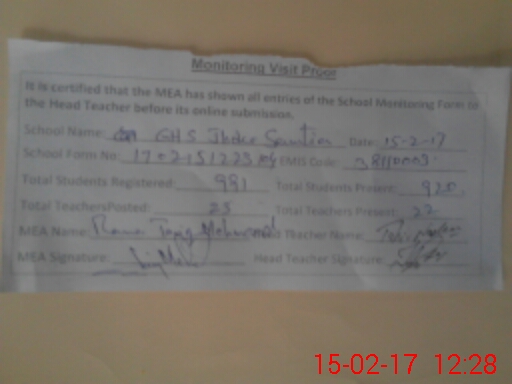 Monitoring Visit Proof
It is certified that the MEA has shown all entries of the School Monitoring Form to
the Head Teacher before its online submission.
School Name: GHS Date: 15-2-17
School Form No: EMIS Code:
Total Students Registered: 991 Total Students Present: 920
Total TeachersPosted: 23 Total Teachers Present: 22
MEA Name: Rana Mahmood Teacher Name:
MEA Signature: Head Teacher Signature:
15-02-17 12:28